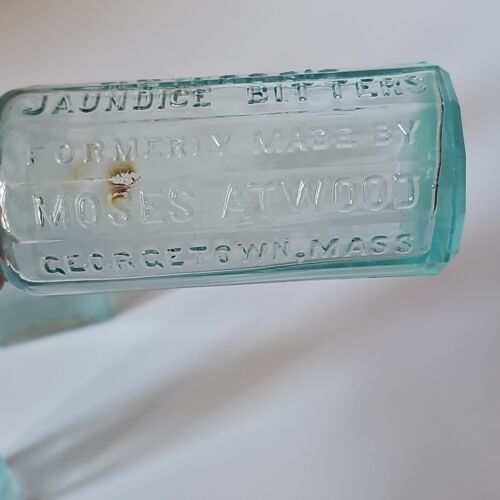 JAUNDICE BITTERS
FORMERLY MADE BY
MOSES ATWOOD
GEORGETOWN, MASS.